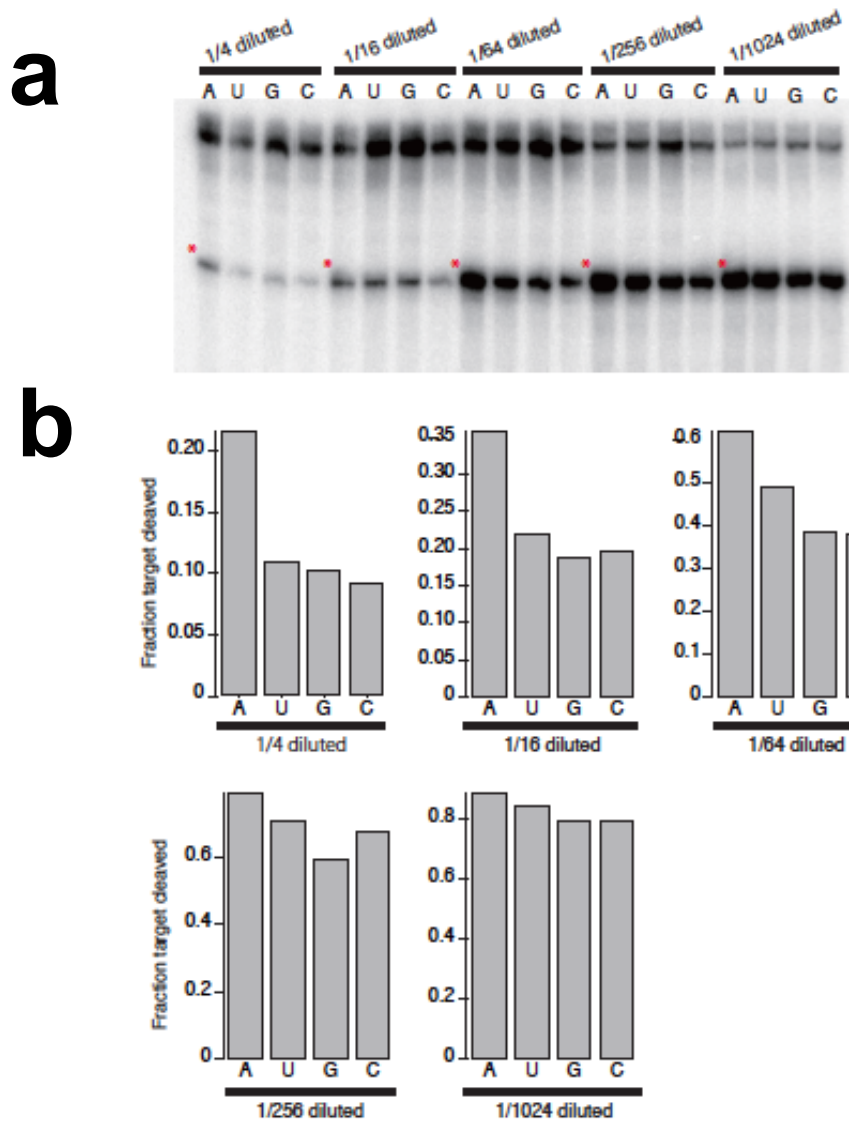 a
1/4 diluted 1/16 diluted 1/64 diluted 1/256 diluted 1/1024 diluted
A U G C A U G C A U G C A U G C A U G C
* * * * *
b
Fraction target cleaved
0.20
0.15
0.10
0.05
0
A U G C
1/4 diluted
0.35
0.30
0.25
0.20
0.15
0.10
0.05
0
A U G C
1/16 diluted
0.6
0.5
0.4
0.3
0.2
0.1
0
A U G
1/64 diluted
Fraction target cleaved
0.6
0.4
0.2
0
A U G C
1/256 diluted
0.8
0.6
0.4
0.2
0
A U G C
1/1024 diluted